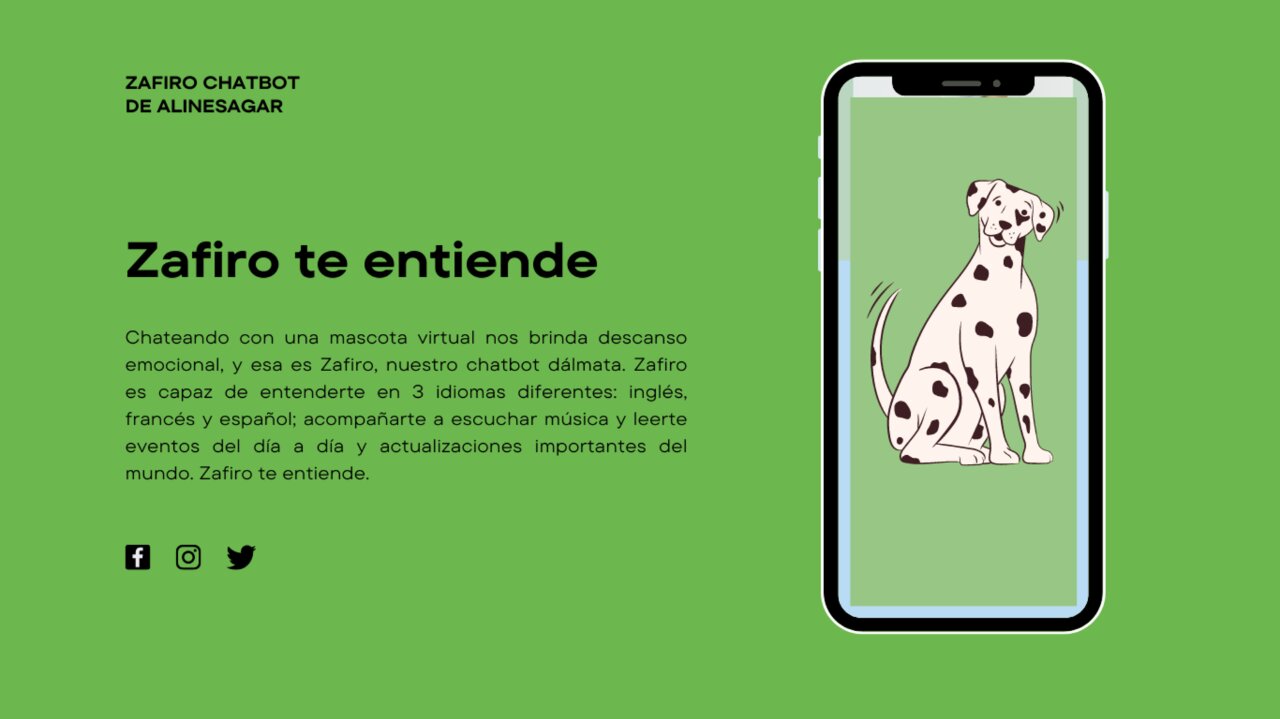 ZAFIRO CHATBOT
DE ALINESAGAR
Zafiro te entiende
Chateando con una mascota virtual nos brinda descanso
emocional, y esa es Zafiro, nuestro chatbot dálmata. Zafiro
es capaz de entenderte en 3 idiomas diferentes: inglés,
francés y español; acompañarte a escuchar música y leerte
eventos del día a día y actualizaciones importantes del
mundo. Zafiro te entiende.